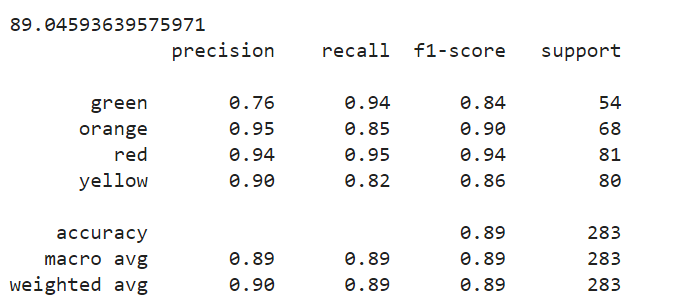 89.04593639575971
precision recall f1-score support
green 0.76 0.94 0.84 54
orange 0.95 0.85 0.90 68
red 0.94 0.95 0.94 81
yellow 0.90 0.82 0.86 80
accuracy 0.89 283
macro avg 0.89 0.89 0.89 283
weighted avg 0.90 0.89 0.89 283